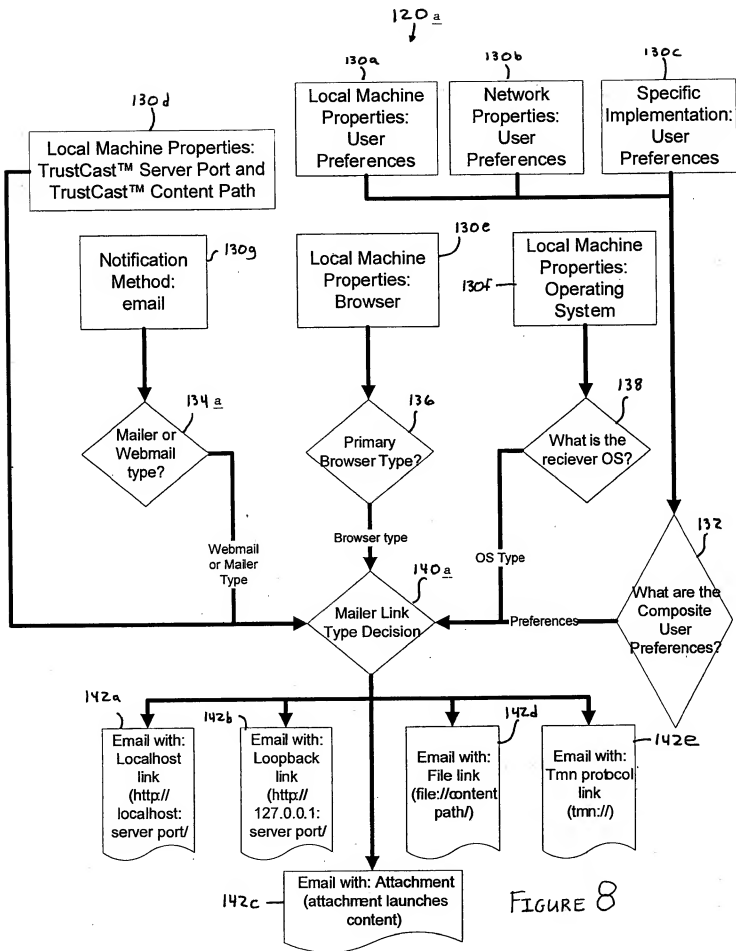 120 a
130a
130b
130c
130d
Local Machine
Properties:
User
Preferences
Network
Properties:
User
Preferences
Specific
Implementation:
User
Preferences
Local Machine Properties:
TrustCast™ Server Port and
TrustCast™ Content Path
130g
130e
130f
Notification
Method:
email
Local Machine
Properties:
Browser
Local Machine
Properties:
Operating
System
134 a
136
138
Mailer or
Webmail
type?
Primary
Browser Type?
What is the
reciever OS?
132
Webmail
or Mailer
Type
Browser type
OS Type
140 a
What are the
Composite
User
Preferences?
Mailer Link
Type Decision
Preferences
142a
142b
142d
142e
Email with:
Localhost
link
(http://
localhost:
server port/
Email with:
Loopback
link
(http://
127.0.0.1:
server port/
Email with:
File link
(file://content
path/)
Email with:
Tmn protocol
link
(tmn://)
142c
Email with: Attachment
(attachment launches
content)
FIGURE 8